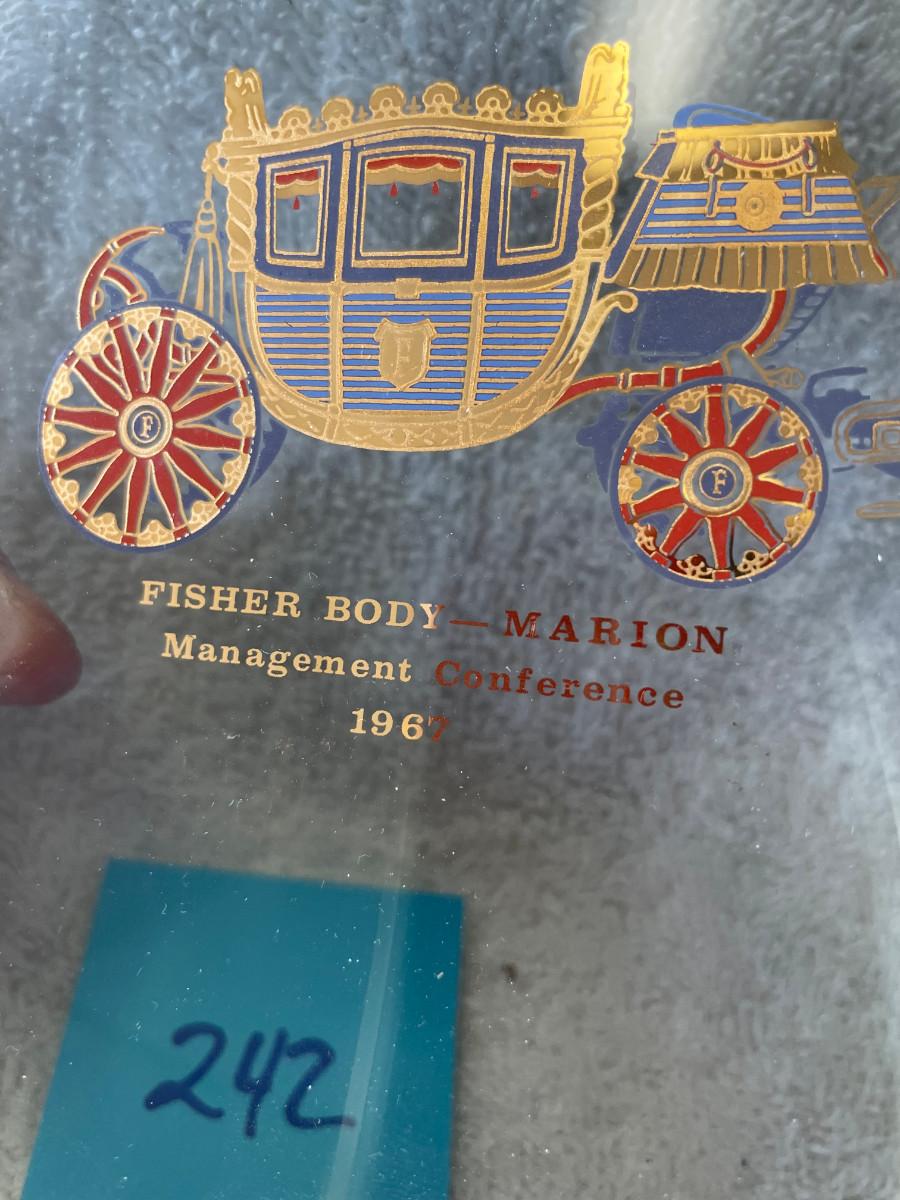 F
F
F
FISHER BODY — MARION
Management Conference
1967
242